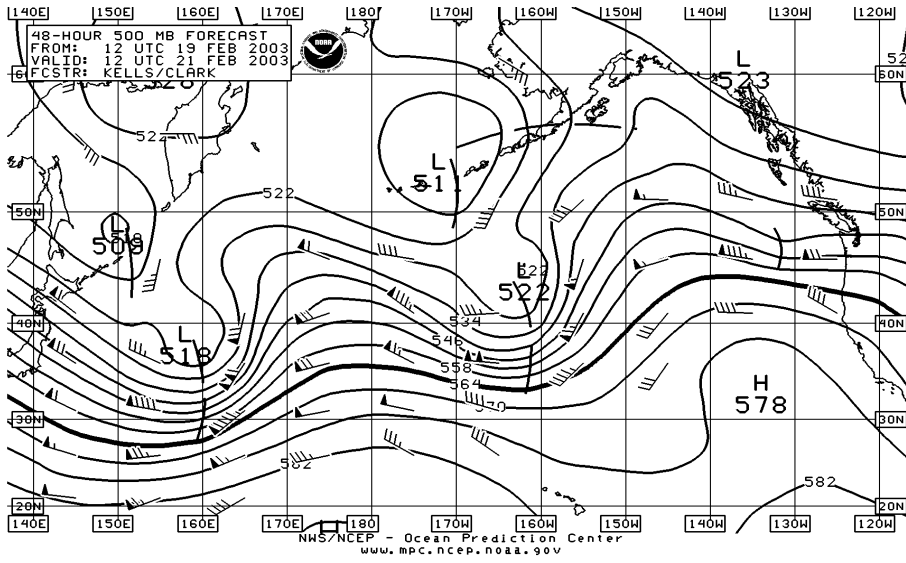 140E 150E 160E 170E 180 170W 160W 150W 140W 130W 120W
48-HOUR 500 MB FORECAST
FROM: 12 UTC 19 FEB 2003
VALID: 12 UTC 21 FEB 2003
FCSTR: KELLS/CLARK
NOAA
L
523
60N
522
L
511
522
50N 50N
L
509
L
522
522
534
40N 40N
L
518
546
558
564
H
578
570
30N 30N
582
582
20N 20N
140E 150E 160E 170E 180 170W 160W 150W 140W 130W 120W
NWS/NCEP - Ocean Prediction Center
www.mpc.ncep.noaa.gov